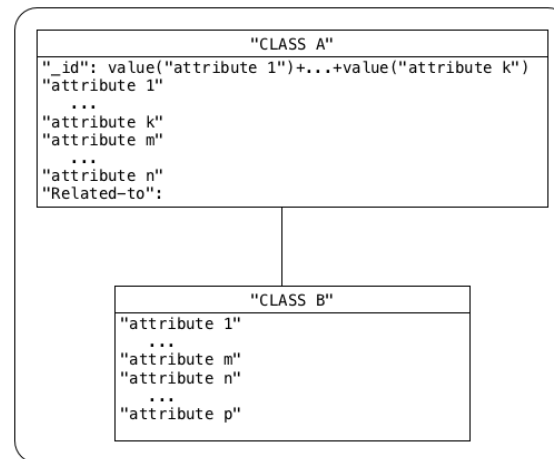 "CLASS A"
"_id": value("attribute 1")+...+value("attribute k")
"attribute 1"
...
"attribute k"
"attribute m"
...
"attribute n"
"Related-to":
"CLASS B"
"attribute 1"
...
"attribute m"
"attribute n"
...
"attribute p"